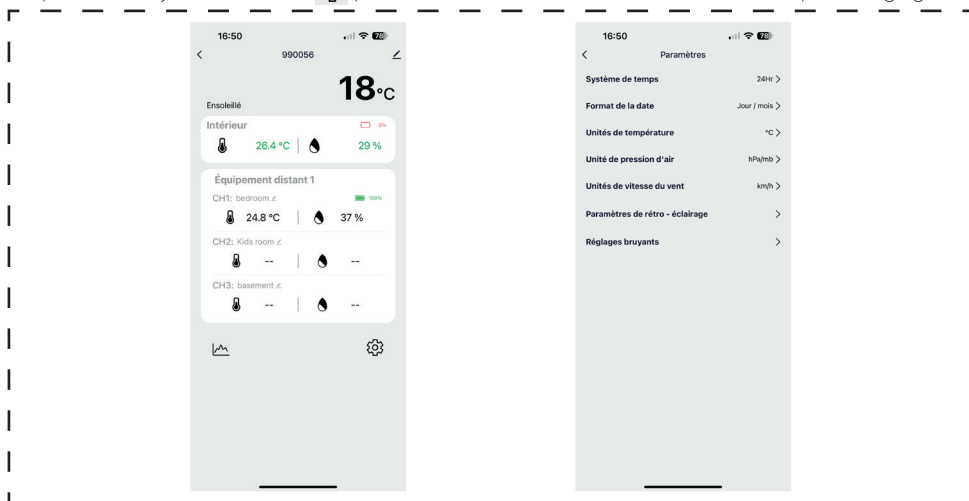 16:50
78
990056
18°C
Ensoleillé
Intérieur
0%
26.4 °C
29 %
Équipement distant 1
CH1: bedroom
100%
24.8 °C
37 %
CH2: Kids room
--
--
CH3: basement
--
--
16:50
78
Paramètres
Système de temps 24Hr
Format de la date Jour / mois
Unités de température °C
Unité de pression d'air hPa/mb
Unités de vitesse du vent km/h
Paramètres de rétro - éclairage
Réglages bruyants